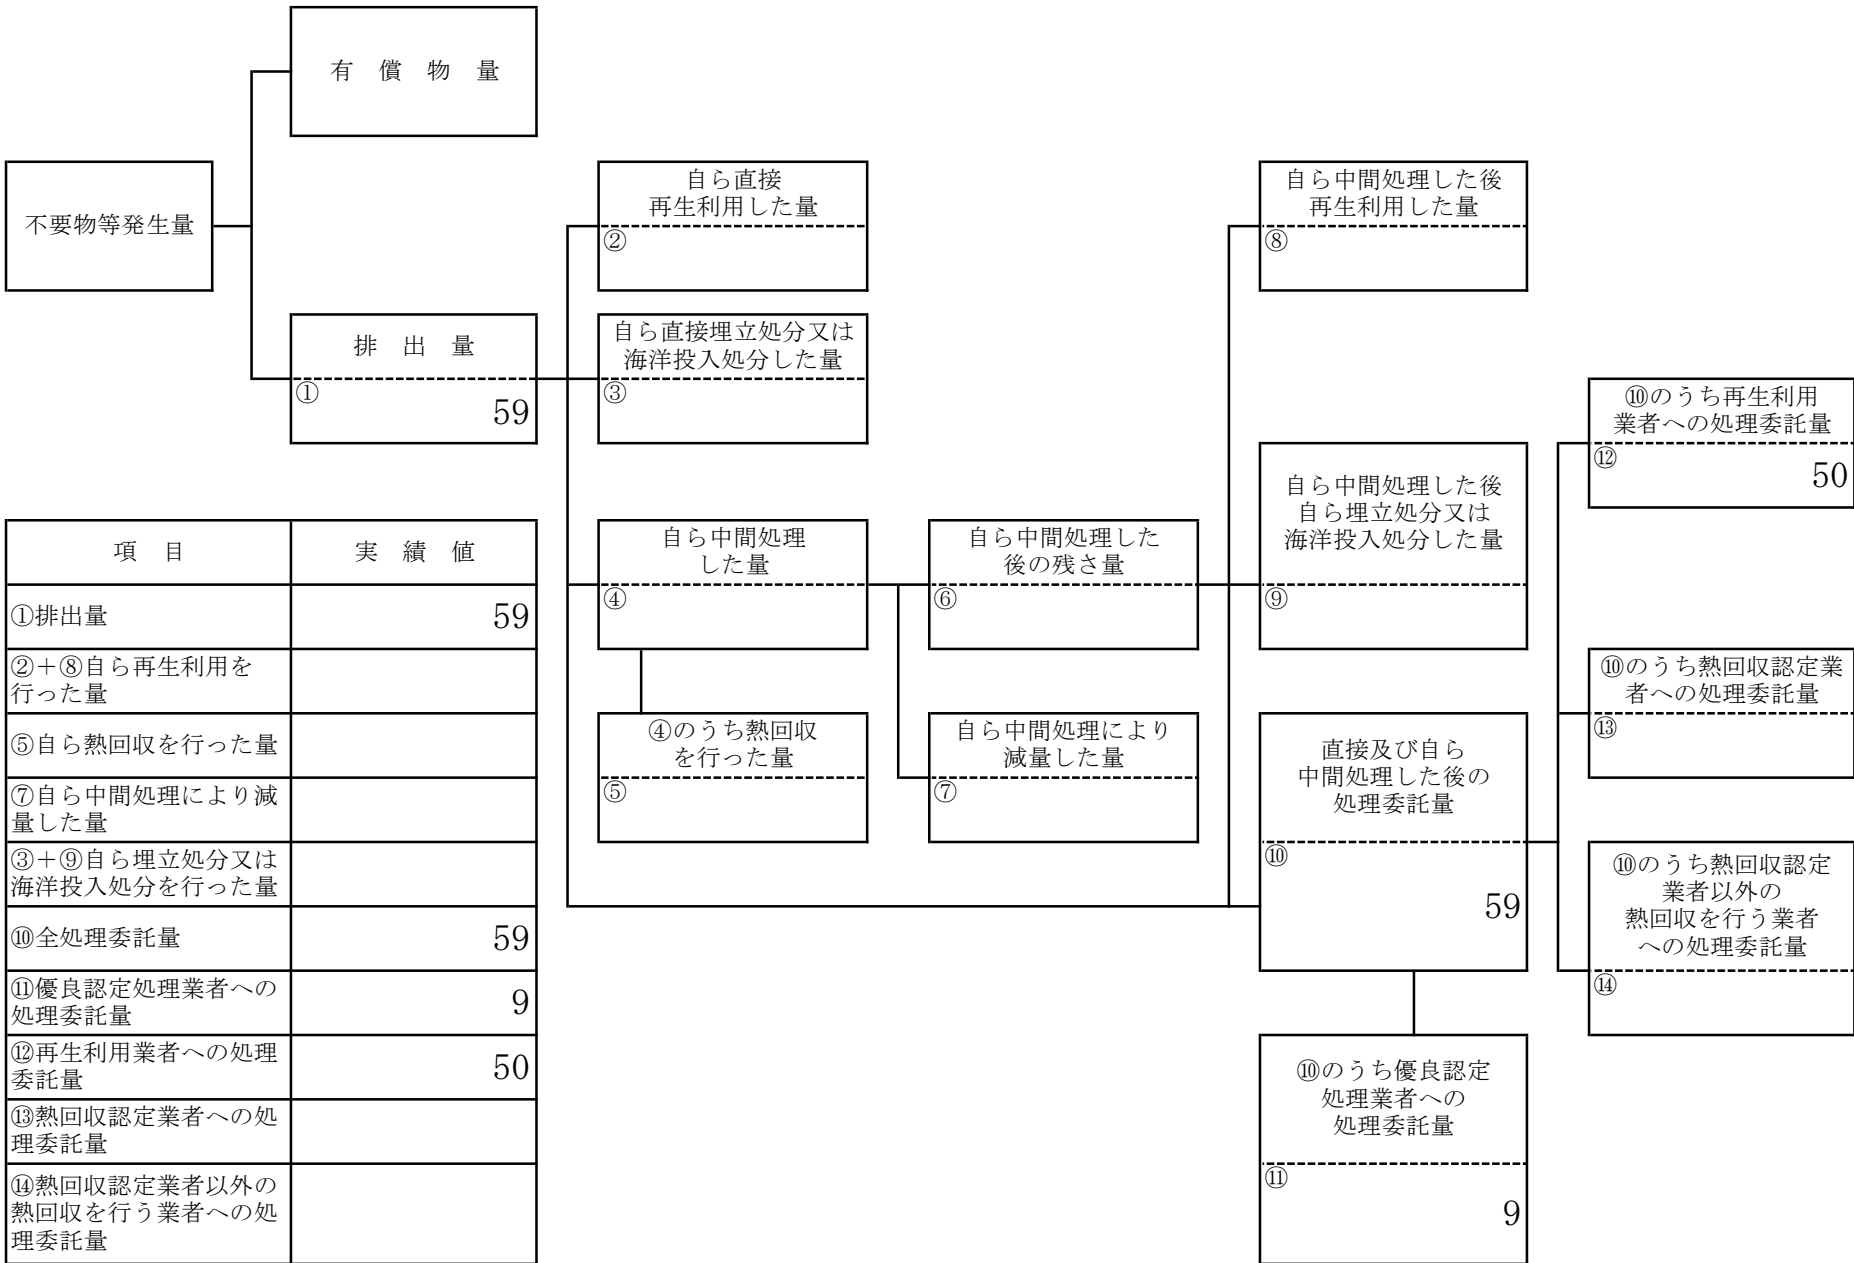 有償物量
不要物等発生量
排出量
①
59
自ら直接
再生利用した量
②
自ら直接埋立処分又は
海洋投入処分した量
③
自ら中間処理
した量
④
④のうち熱回収
を行った量
⑤
自ら中間処理した
後の残さ量
⑥
自ら中間処理により
減量した量
⑦
自ら中間処理した後
再生利用した量
⑧
自ら中間処理した後
自ら埋立処分又は
海洋投入処分した量
⑨
直接及び自ら
中間処理した後の
処理委託量
⑩
59
⑩のうち優良認定
処理業者への
処理委託量
⑪
9
⑩のうち再生利用
業者への処理委託量
⑫
50
⑩のうち熱回収認定業
者への処理委託量
⑬
⑩のうち熱回収認定
業者以外の
熱回収を行う業者
への処理委託量
⑭
項目 実績値
①排出量 59
②+⑧自ら再生利用を
行った量
⑤自ら熱回収を行った量
⑦自ら中間処理により減
量した量
③+⑨自ら埋立処分又は
海洋投入処分を行った量
⑩全処理委託量 59
⑪優良認定処理業者への
処理委託量 9
⑫再生利用業者への処理
委託量 50
⑬熱回収認定業者への処
理委託量
⑭熱回収認定業者以外の
熱回収を行う業者への処
理委託量